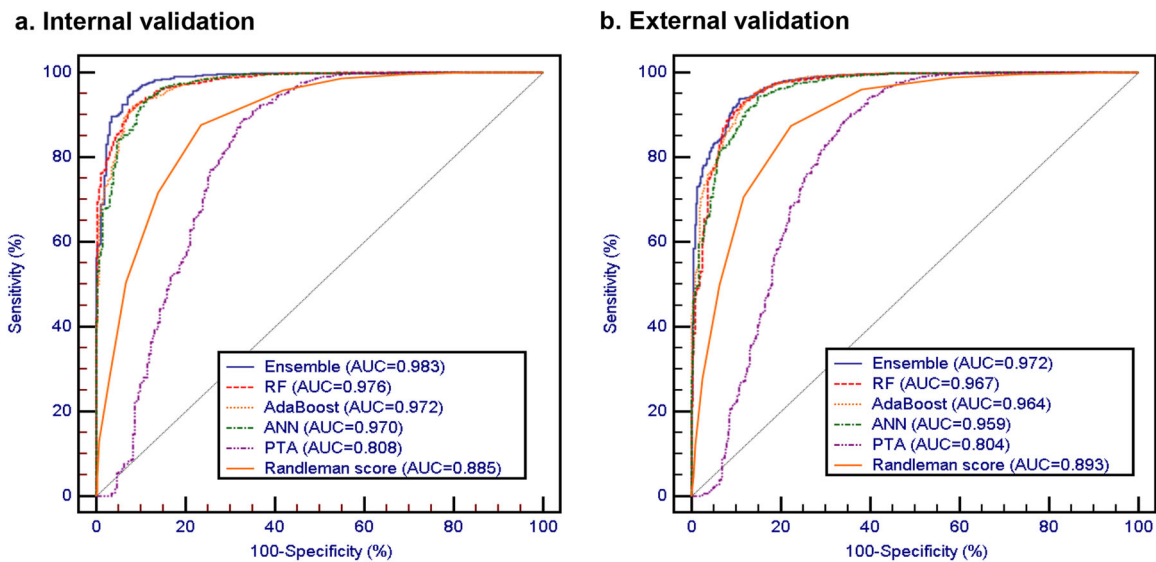 a. Internal validation
100
80
60
40
20
0
Sensitivity (%)
Ensemble (AUC=0.983)
RF (AUC=0.976)
AdaBoost (AUC=0.972)
ANN (AUC=0.970)
PTA (AUC=0.808)
Randleman score (AUC=0.885)
0 20 40 60 80 100
100-Specificity (%)
b. External validation
100
80
60
40
20
0
Sensitivity (%)
Ensemble (AUC=0.972)
RF (AUC=0.967)
AdaBoost (AUC=0.964)
ANN (AUC=0.959)
PTA (AUC=0.804)
Randleman score (AUC=0.893)
0 20 40 60 80 100
100-Specificity (%)